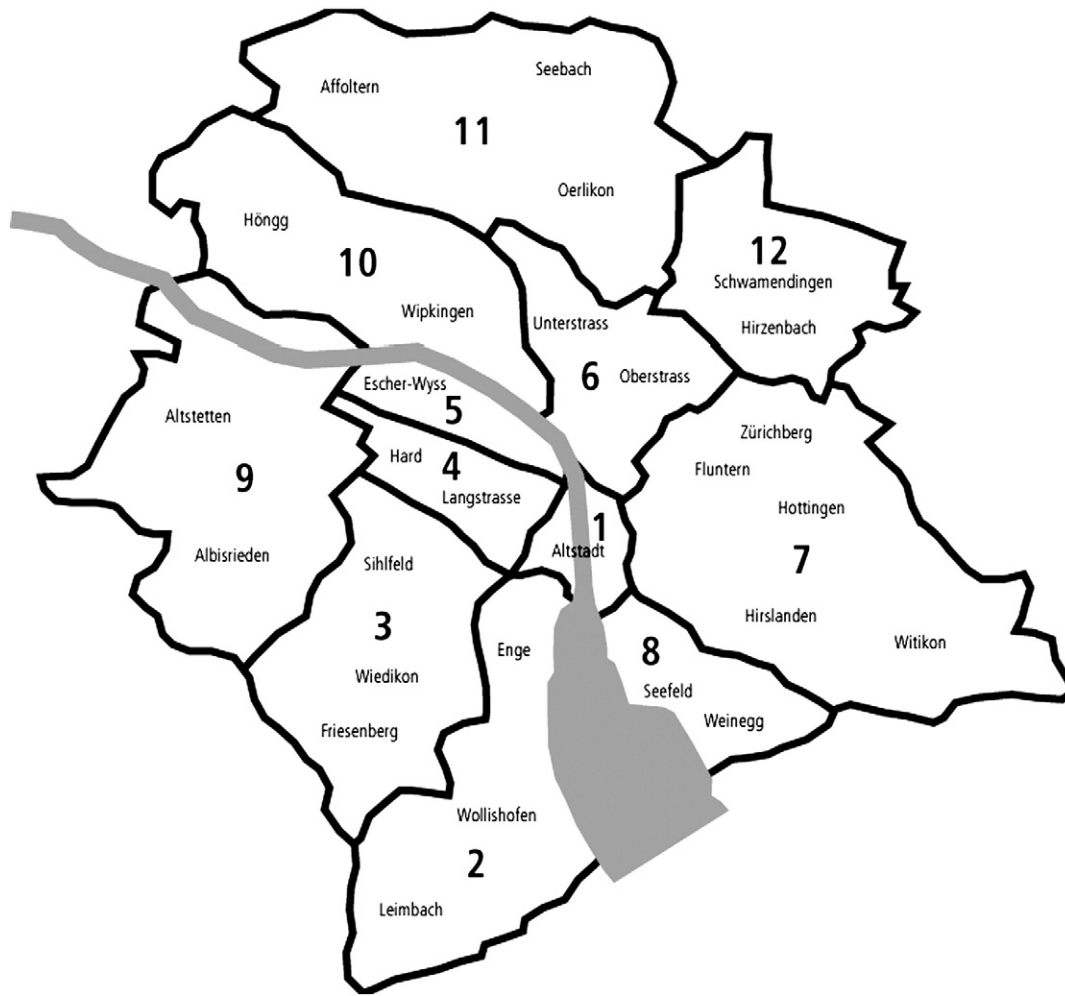 Seebach
Affoltern
11
Oerlikon
Höngg
12
10
Schwamendingen
Wipkingen
Unterstrass
Hirzenbach
6
Oberstrass
Escher-Wyss
5
Altstetten
Zürichberg
Hard
4
Fluntern
9
Langstrasse
Hottingen
1
Altstadt
Albisrieden
Sihlfeld
7
3
Hirslanden
Enge
8
Witikon
Wiedikon
Seefeld
Weinegg
Friesenberg
Wollishofen
2
Leimbach